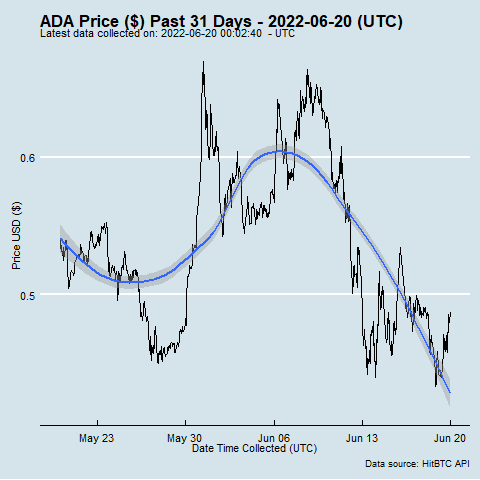 ADA Price ($) Past 31 Days - 2022-06-20 (UTC)
Latest data collected on: 2022-06-20 00:02:40 - UTC
Price USD ($)
0.6
0.5
May 23 May 30 Jun 06 Jun 13 Jun 20
Date Time Collected (UTC)
Data source: HitBTC API